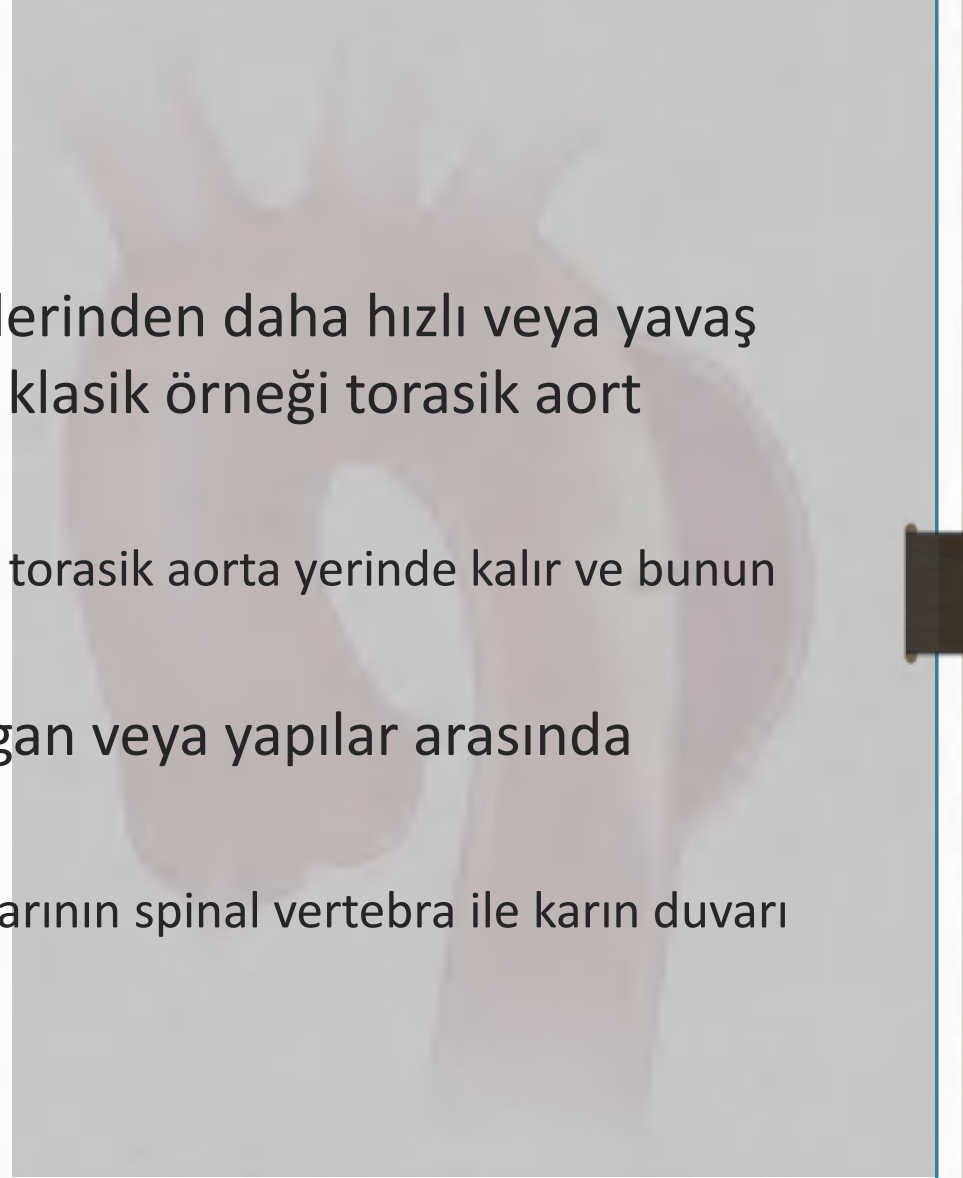 lerinden daha hızlı veya yavaş
klasik örneği torasik aort
torasik aorta yerinde kalır ve bunun
gan veya yapılar arasında
arının spinal vertebra ile karın duvarı